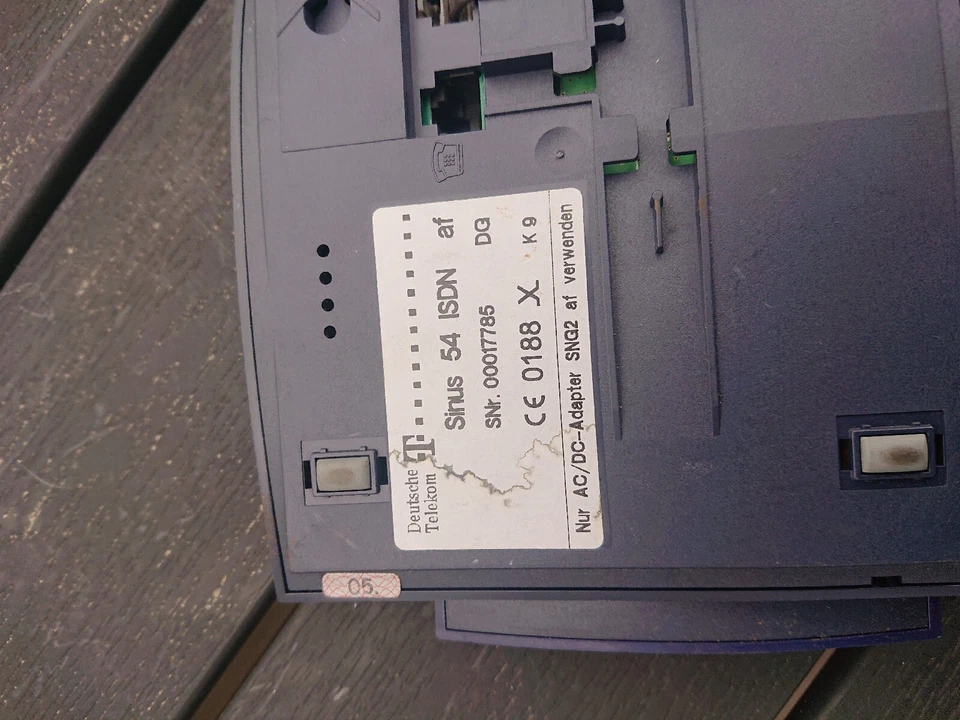 Deutsche
Telekom T
Sinus 54 ISDN af
SNr. 00017785 DG
CE 0188 X K9
Nur AC/DC-Adapter SNG2 af verwenden
05.